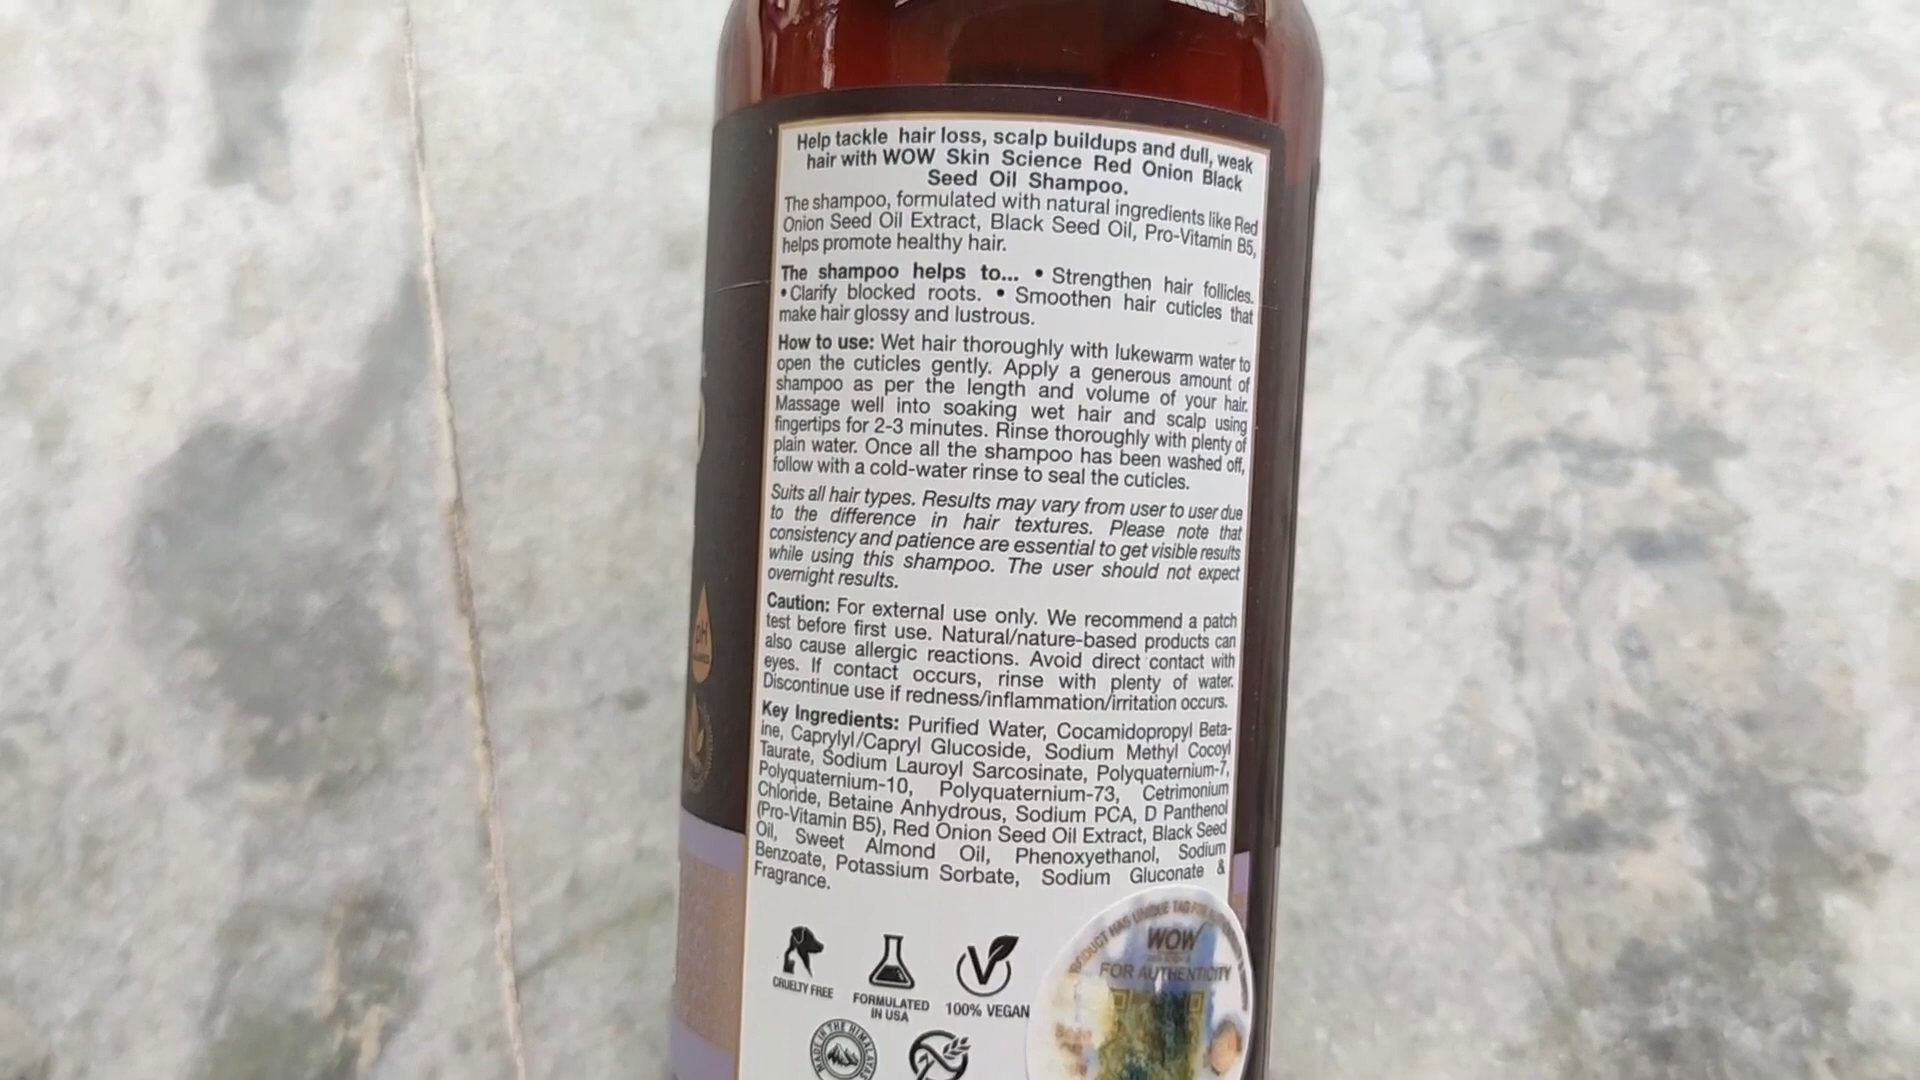 Help tackle hair loss, scalp buildups and dull, weak
hair with WOW Skin Science Red Onion Black
Seed Oil Shampoo.
The shampoo, formulated with natural ingredients like Red
Onion Seed Oil Extract, Black Seed Oil, Pro-Vitamin B5,
helps promote healthy hair.
The shampoo helps to... • Strengthen hair follicles.
• Clarify blocked roots. • Smoothen hair cuticles that
make hair glossy and lustrous.
How to use: Wet hair thoroughly with lukewarm water to
open the cuticles gently. Apply a generous amount of
shampoo as per the length and volume of your hair.
Massage well into soaking wet hair and scalp using
fingertips for 2-3 minutes. Rinse thoroughly with plenty of
plain water. Once all the shampoo has been washed off,
follow with a cold-water rinse to seal the cuticles.
Suits all hair types. Results may vary from user to user due
to the difference in hair textures. Please note that
consistency and patience are essential to get visible results
while using this shampoo. The user should not expect
overnight results.
Caution: For external use only. We recommend a patch
test before first use. Natural/nature-based products can
also cause allergic reactions. Avoid direct contact with
eyes. If contact occurs, rinse with plenty of water.
Discontinue use if redness/inflammation/irritation occurs.
Key Ingredients: Purified Water, Cocamidopropyl Beta-
ine, Caprylyl/Capryl Glucoside, Sodium Methyl Cocoyl
Taurate, Sodium Lauroyl Sarcosinate, Polyquaternium-7,
Polyquaternium-10, Polyquaternium-73, Cetrimonium
Chloride, Betaine Anhydrous, Sodium PCA, D Panthenol
(Pro-Vitamin B5), Red Onion Seed Oil Extract, Black Seed
Oil, Sweet Almond Oil, Phenoxyethanol, Sodium
Benzoate, Potassium Sorbate, Sodium Gluconate &
Fragrance.
pH
CRUELTY FREE
FORMULATED
IN USA
100% VEGAN
MADE IN THE HIMALAYAS
PRODUCT HAS UNIQUE TAG FOR
WOW
FOR AUTHENTICITY